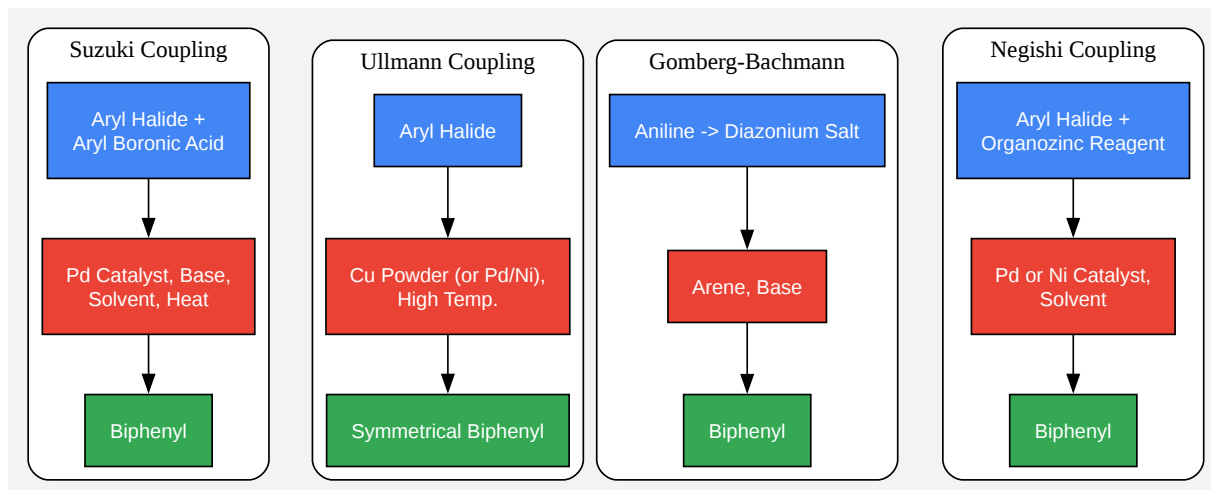 Suzuki Coupling
Aryl Halide +
Aryl Boronic Acid
Pd Catalyst, Base,
Solvent, Heat
Biphenyl
Ullmann Coupling
Aryl Halide
Cu Powder (or Pd/Ni),
High Temp.
Symmetrical Biphenyl
Gomberg-Bachmann
Aniline -> Diazonium Salt
Arene, Base
Biphenyl
Negishi Coupling
Aryl Halide +
Organozinc Reagent
Pd or Ni Catalyst,
Solvent
Biphenyl